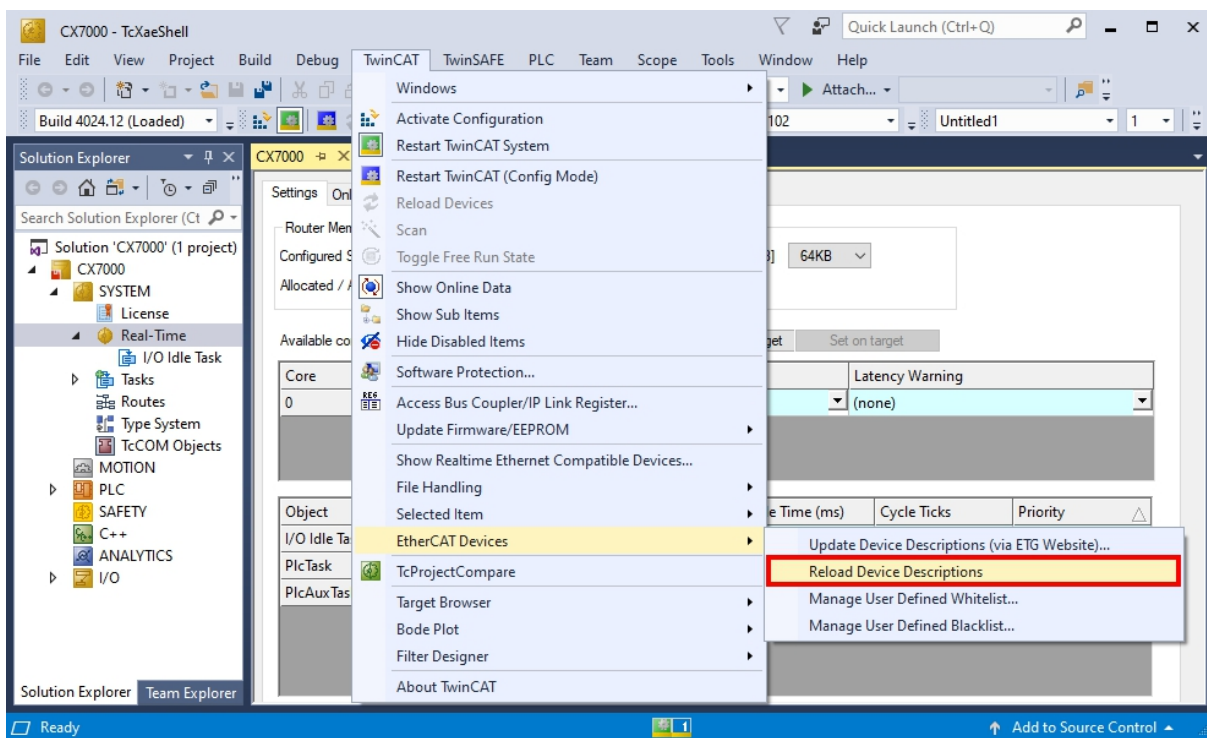 CX7000 - TcXaeShell
Quick Launch (Ctrl+Q)
File Edit View Project Build Debug TwinCAT TwinSAFE PLC Team Scope Tools Window Help
Attach...
Build 4024.12 (Loaded)
102
Untitled1
1
Solution Explorer
Search Solution Explorer (Ct
Solution 'CX7000' (1 project)
CX7000
SYSTEM
License
Real-Time
I/O Idle Task
Tasks
Routes
Type System
TcCOM Objects
MOTION
PLC
SAFETY
C++
ANALYTICS
I/O
Solution Explorer Team Explorer
CX7000
Settings Onl
Router Mem
Configured S
64KB
Allocated / A
Available co
get
Set on target
Core
Latency Warning
0
(none)
Object
e Time (ms)
Cycle Ticks
Priority
I/O Idle Ta
PlcTask
PlcAuxTas
Windows
Activate Configuration
Restart TwinCAT System
Restart TwinCAT (Config Mode)
Reload Devices
Scan
Toggle Free Run State
Show Online Data
Show Sub Items
Hide Disabled Items
Software Protection...
Access Bus Coupler/IP Link Register...
Update Firmware/EEPROM
Show Realtime Ethernet Compatible Devices...
File Handling
Selected Item
EtherCAT Devices
TcProjectCompare
Target Browser
Bode Plot
Filter Designer
About TwinCAT
Update Device Descriptions (via ETG Website)...
Reload Device Descriptions
Manage User Defined Whitelist...
Manage User Defined Blacklist...
Ready
1
Add to Source Control